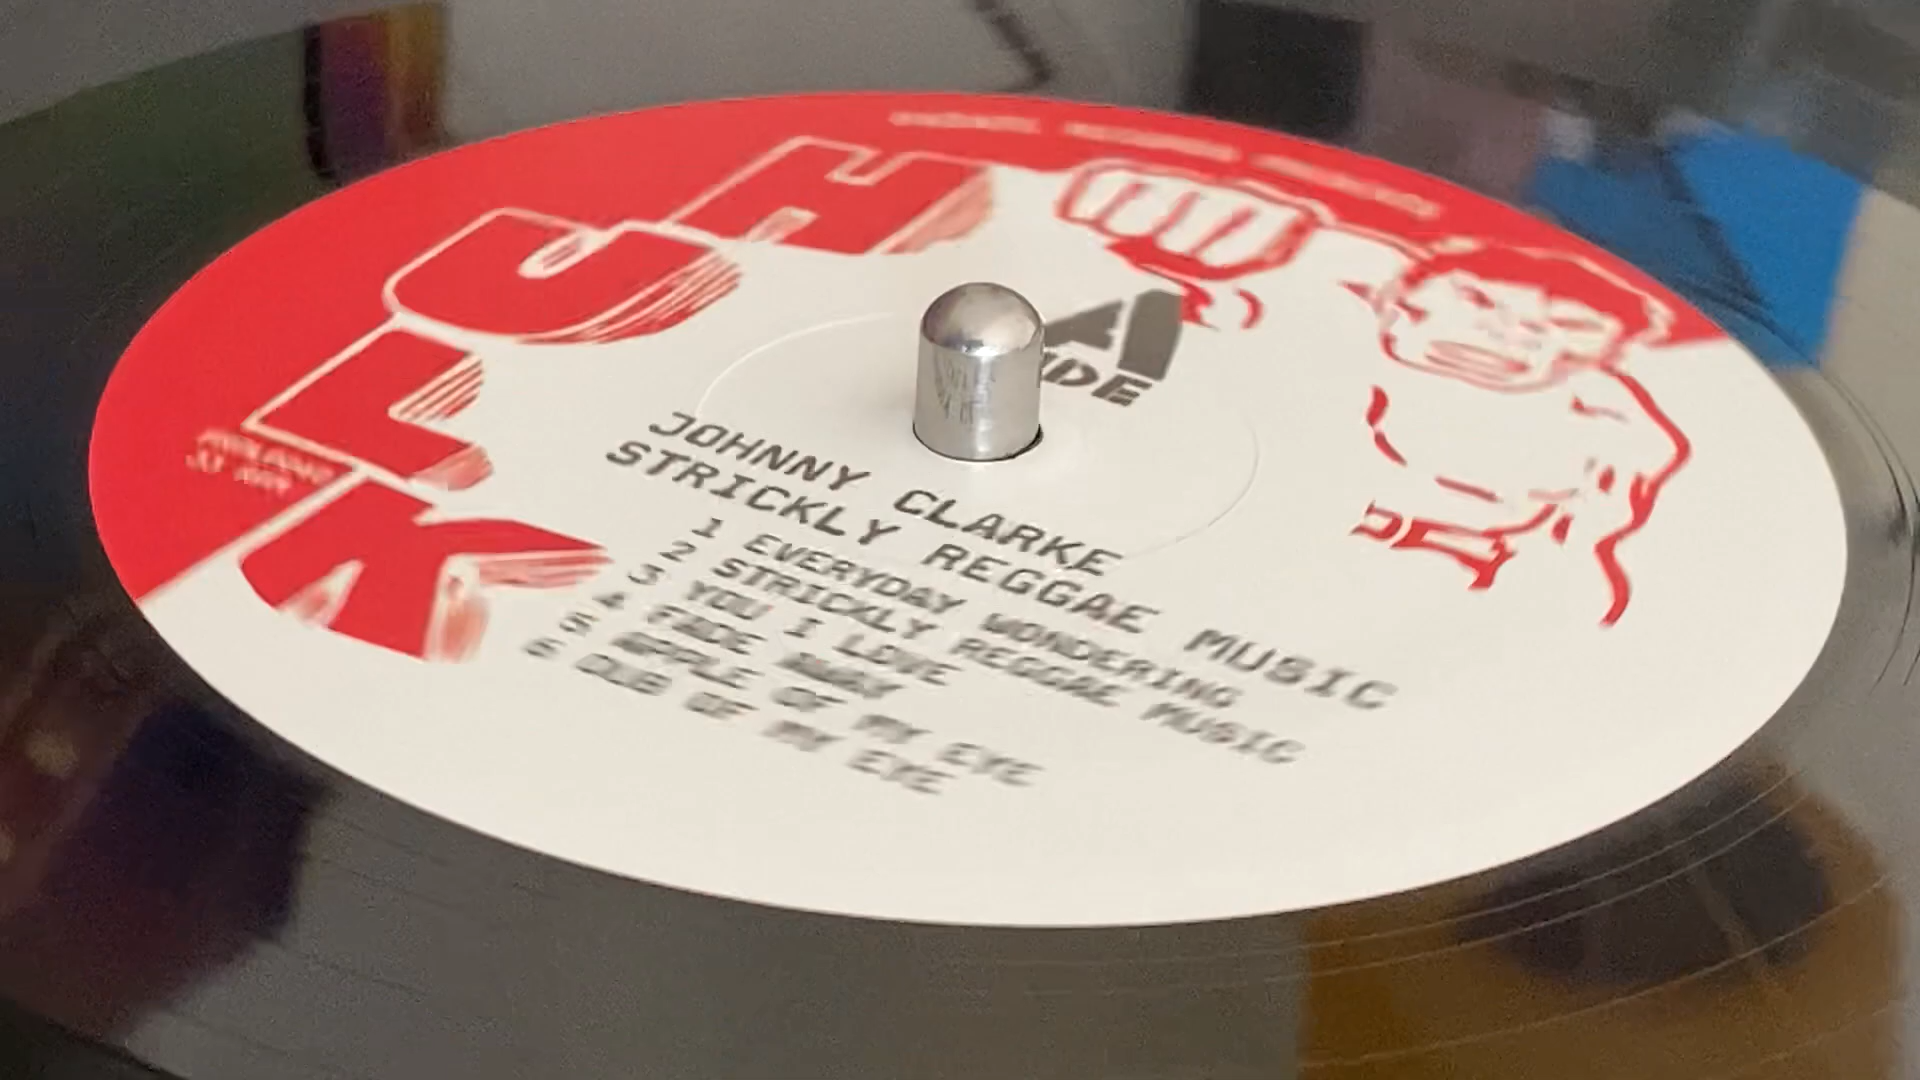 HULK
A
SIDE
JOHNNY CLARKE
STRICKLY REGGAE MUSIC
1 EVERYDAY WONDERING
2 STRICKLY REGGAE MUSIC
3 YOU I LOVE
4 FADE AWAY
5 APPLE OF MY EYE
6 DUB OF MY EYE